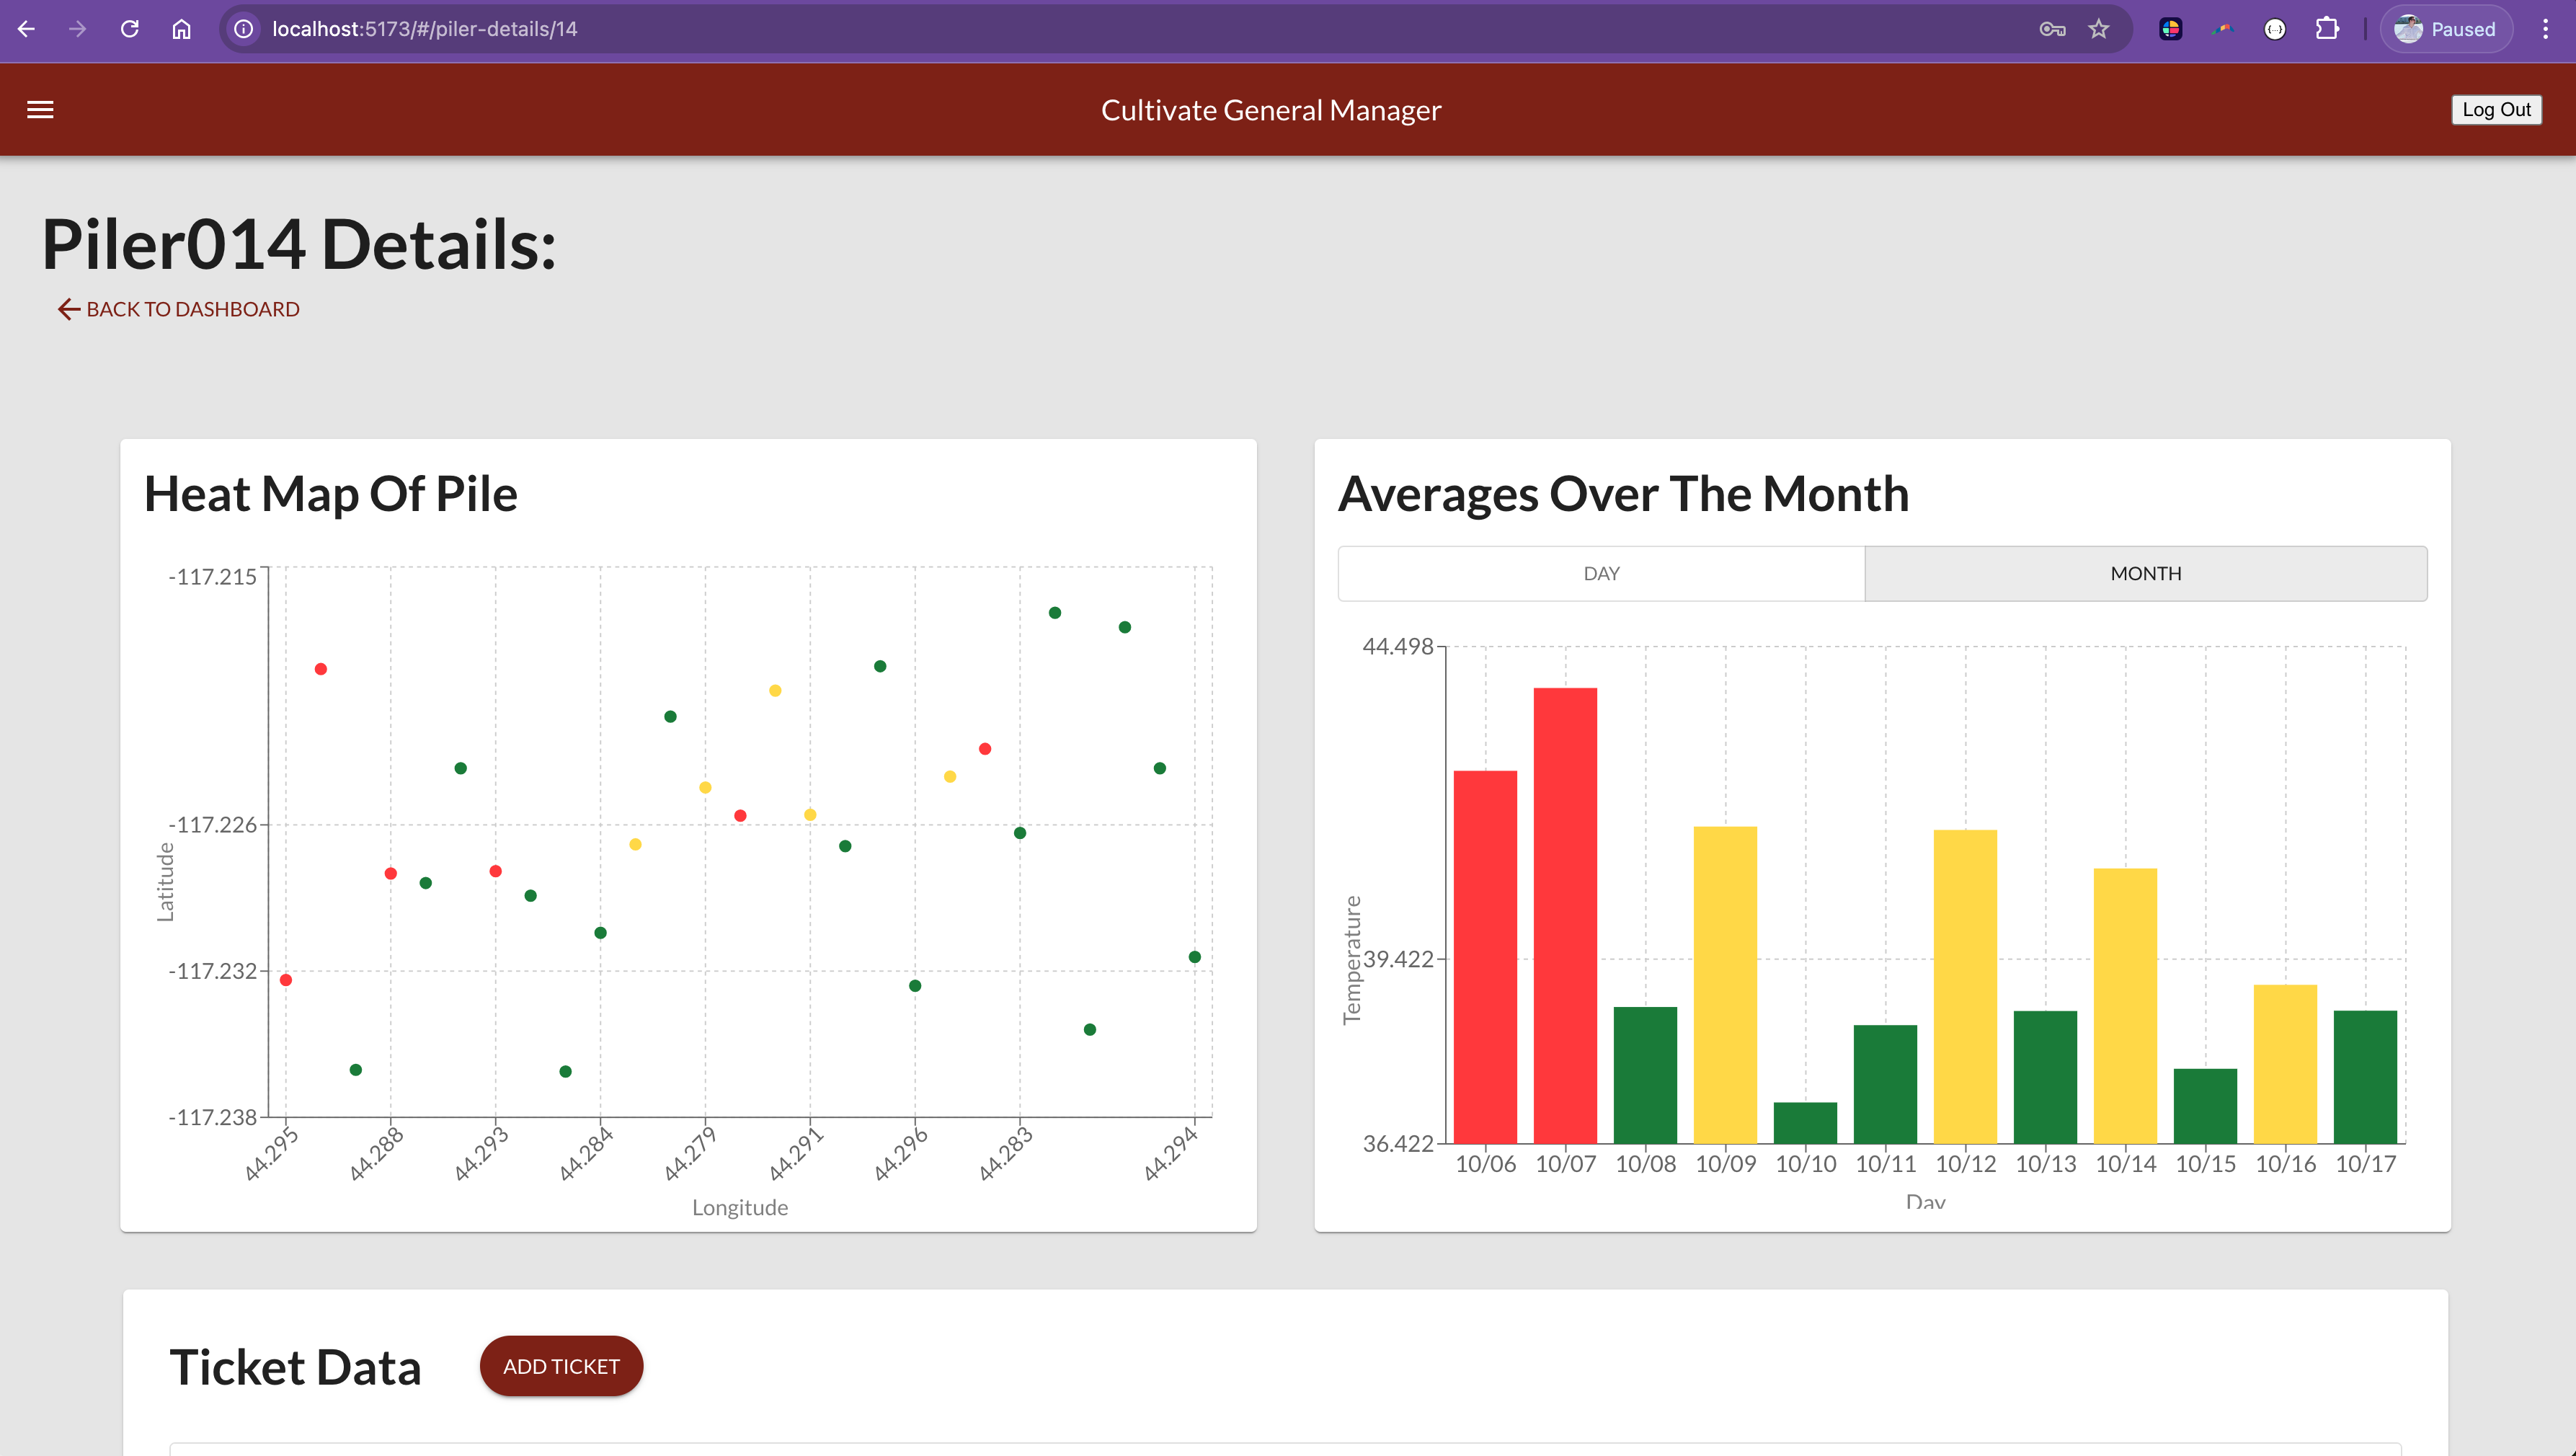 localhost:5173/#/piler-details/14
Paused
Cultivate General Manager
Log Out
Piler014 Details:
BACK TO DASHBOARD
Heat Map Of Pile
-117.215
-117.226
-117.232
-117.238
Latitude
44.295
44.288
44.293
44.284
44.279
44.291
44.296
44.283
44.294
Longitude
Averages Over The Month
DAY
MONTH
44.498
39.422
36.422
Temperature
10/06
10/07
10/08
10/09
10/10
10/11
10/12
10/13
10/14
10/15
10/16
10/17
Day
Ticket Data
ADD TICKET